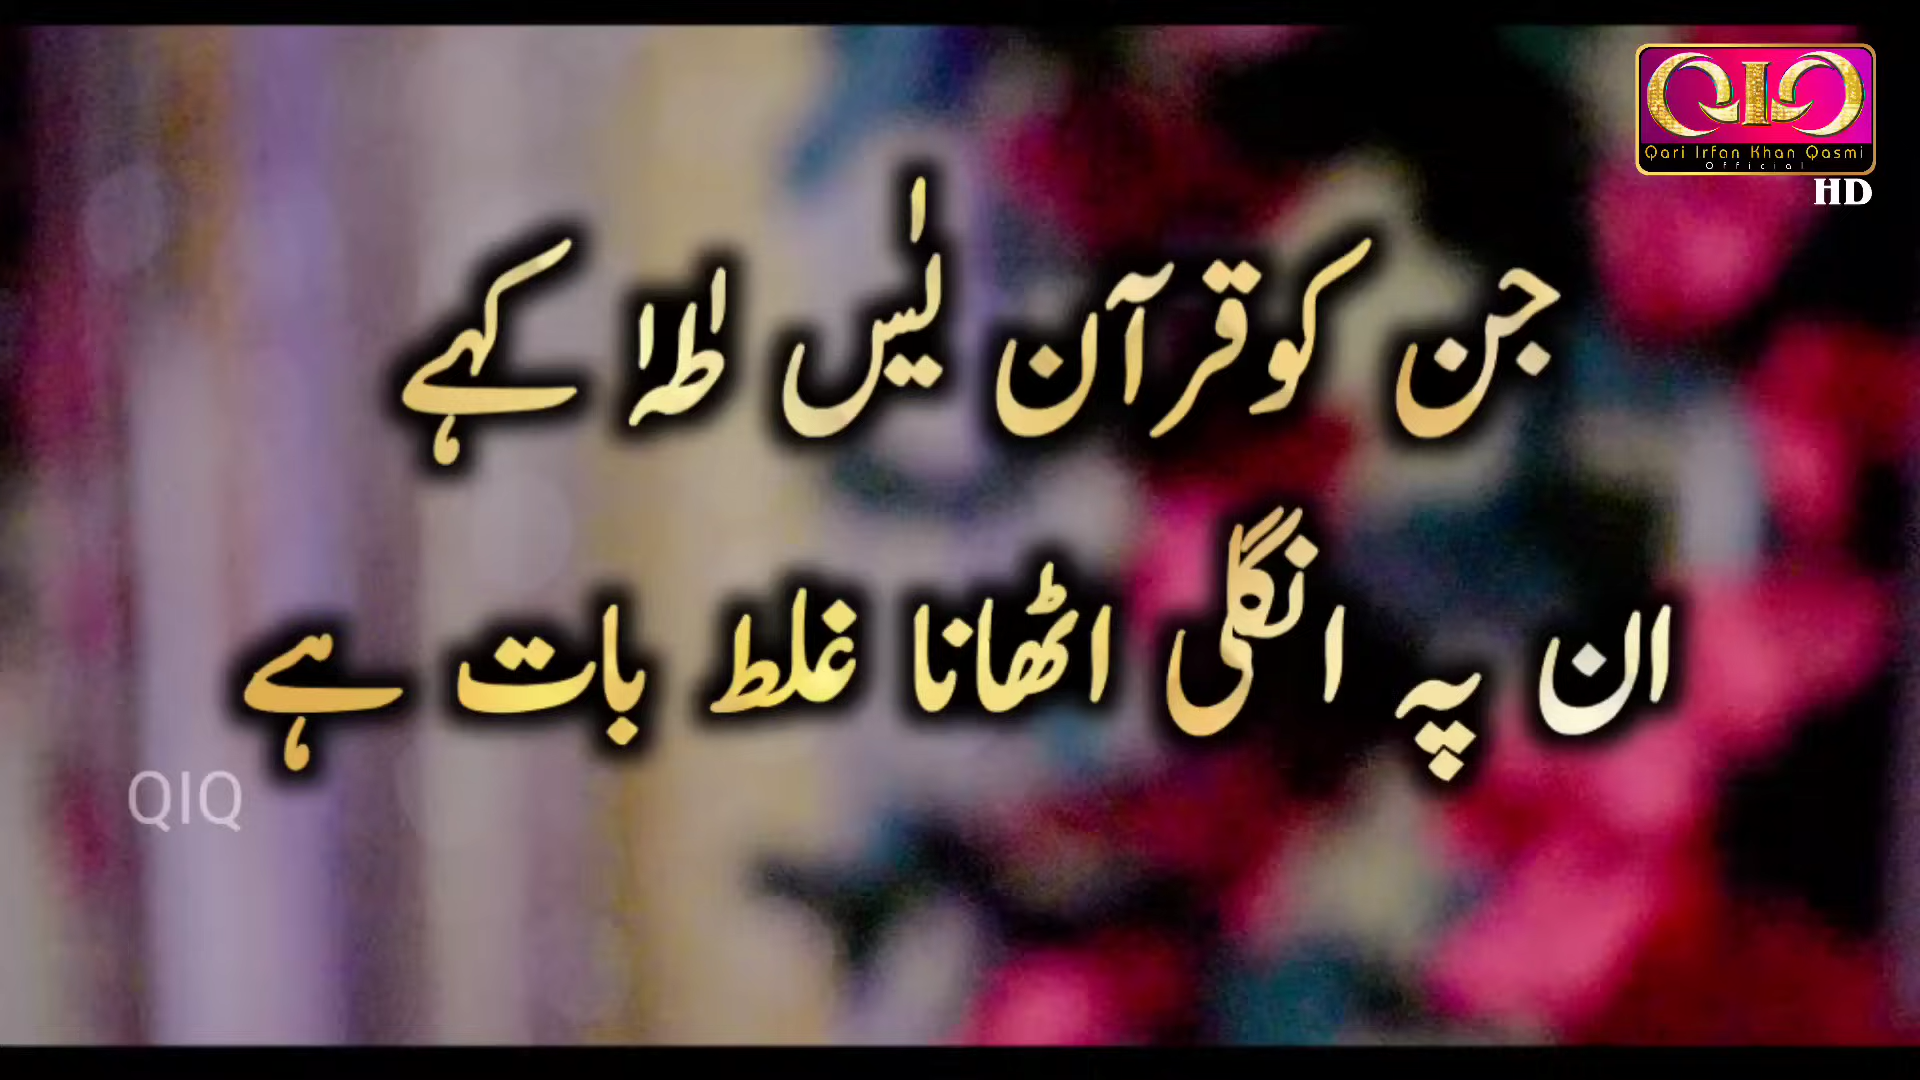 Qari Irfan Khan Qasmi
Official
HD
جن کو قرآن یٰسٓ طٰہٰ کہے
ان پہ انگلی اٹھانا غلط بات ہے
QIQ